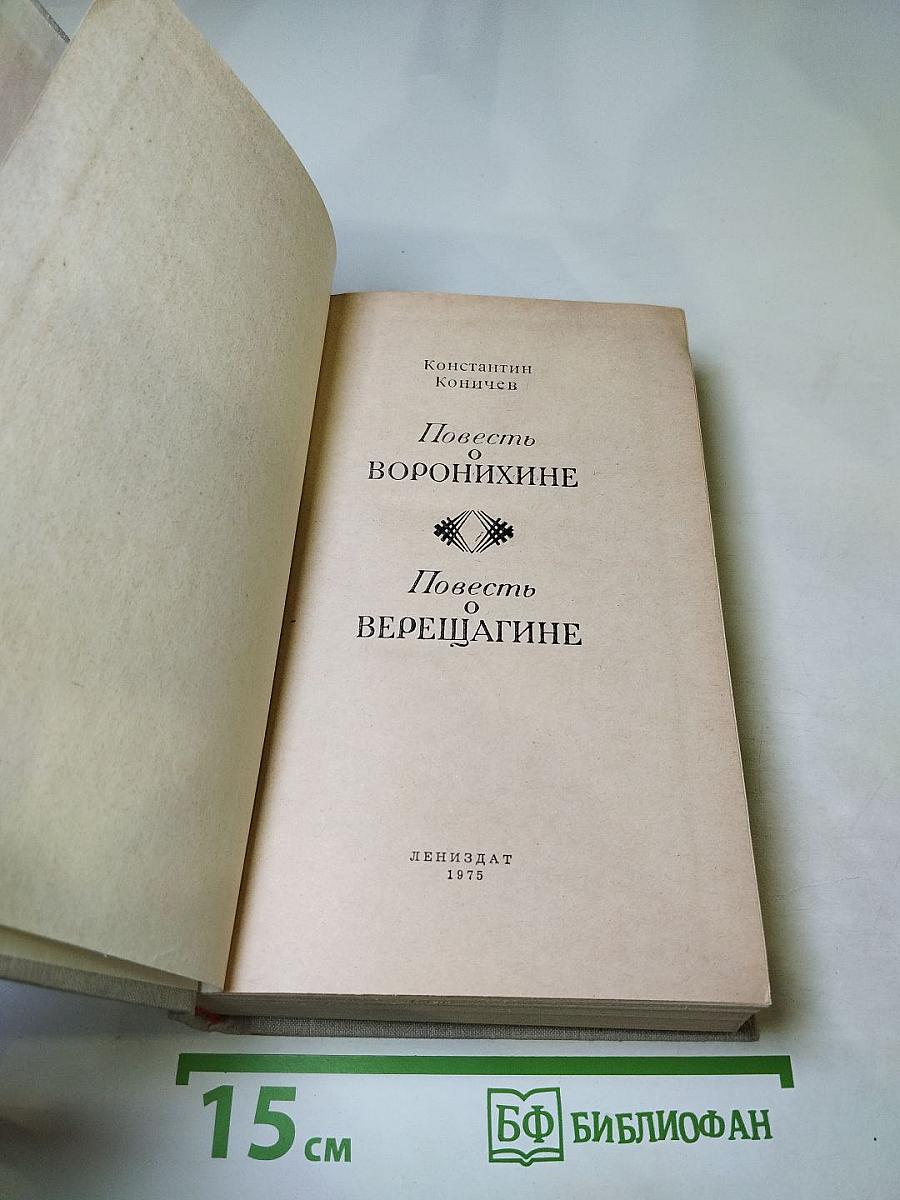 Константин
Коничев
Повесть
о
ВОРОНИХИНЕ
Повесть
о
ВЕРЕЩАГИНЕ
ЛЕНИЗДАТ
1975
15 см
БФ БИБЛИОФАН